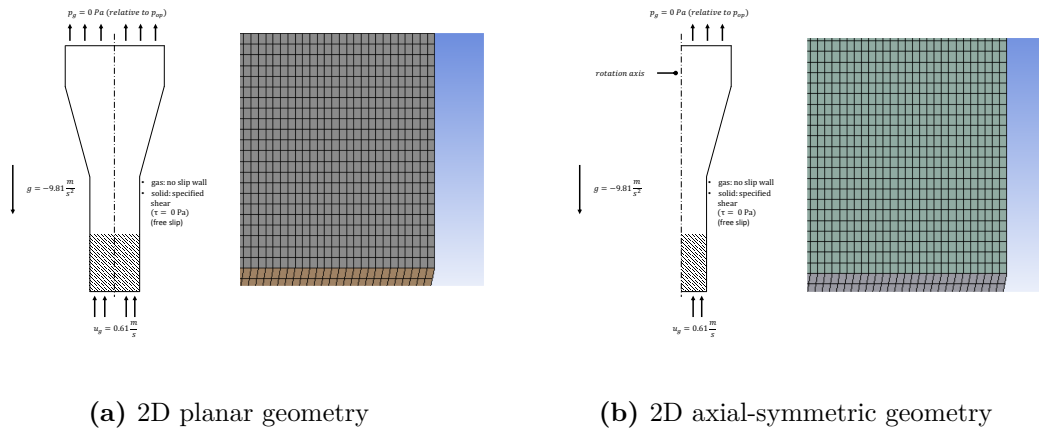 p_g = 0 Pa (relative to p_op)
g = −9.81 m/s²
• gas: no slip wall
• solid: specified
shear
(τ = 0 Pa)
(free slip)
u_g = 0.61 m/s
(a) 2D planar geometry
p_g = 0 Pa (relative to p_op)
rotation axis
g = −9.81 m/s²
• gas: no slip wall
• solid: specified
shear
(τ = 0 Pa)
(free slip)
u_g = 0.61 m/s
(b) 2D axial-symmetric geometry